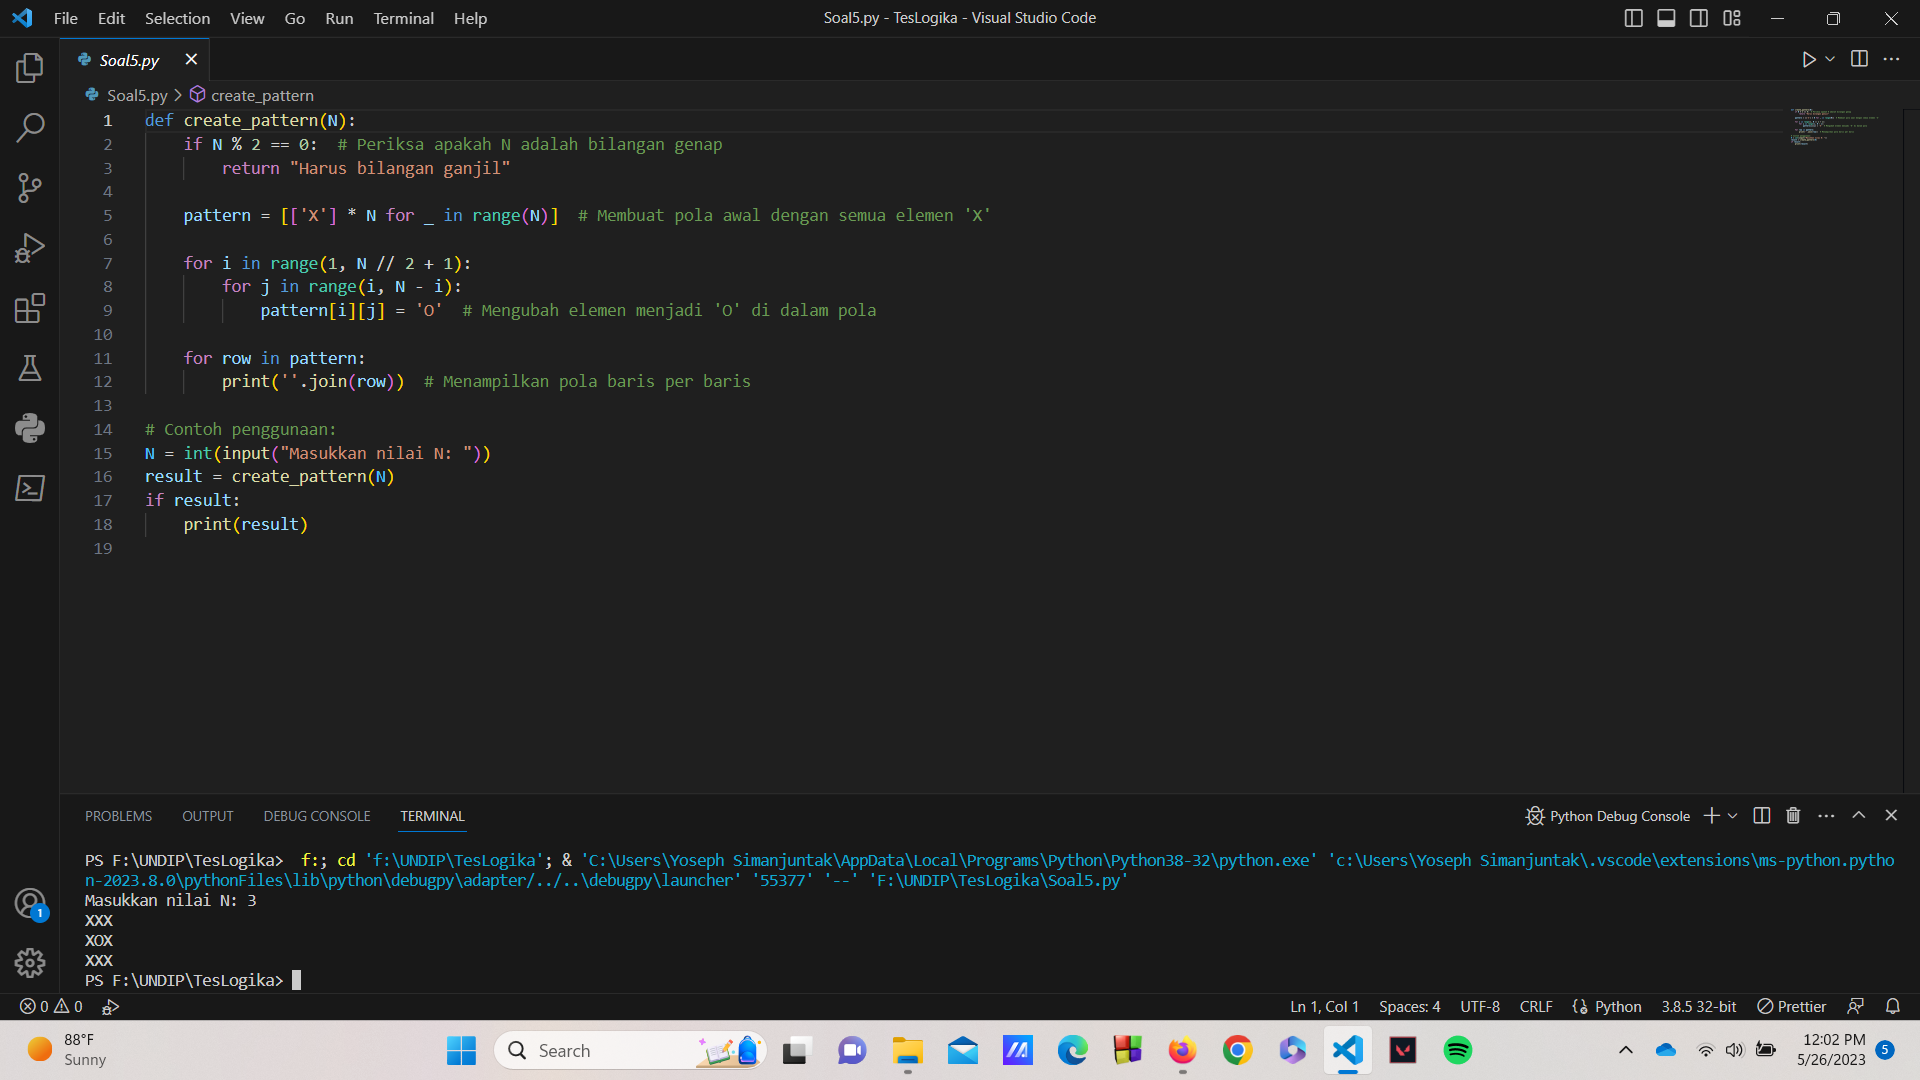 File Edit Selection View Go Run Terminal Help
Soal5.py - TesLogika - Visual Studio Code
Soal5.py
Soal5.py > create_pattern
1 def create_pattern(N):
2     if N % 2 == 0:  # Periksa apakah N adalah bilangan genap
3         return "Harus bilangan ganjil"
4
5     pattern = [['X'] * N for _ in range(N)]  # Membuat pola awal dengan semua elemen 'X'
6
7     for i in range(1, N // 2 + 1):
8         for j in range(i, N - i):
9             pattern[i][j] = 'O'  # Mengubah elemen menjadi 'O' di dalam pola
10
11     for row in pattern:
12         print(''.join(row))  # Menampilkan pola baris per baris
13
14 # Contoh penggunaan:
15 N = int(input("Masukkan nilai N: "))
16 result = create_pattern(N)
17 if result:
18     print(result)
19
PROBLEMS OUTPUT DEBUG CONSOLE TERMINAL
Python Debug Console
PS F:\UNDIP\TesLogika>  f:; cd 'f:\UNDIP\TesLogika'; & 'C:\Users\Yoseph Simanjuntak\AppData\Local\Programs\Python\Python38-32\python.exe' 'c:\Users\Yoseph Simanjuntak\.vscode\extensions\ms-python.pytho
n-2023.8.0\pythonFiles\lib\python\debugpy\adapter/../..\debugpy\launcher' '55377' '--' 'F:\UNDIP\TesLogika\Soal5.py'
Masukkan nilai N: 3
XXX
XOX
XXX
PS F:\UNDIP\TesLogika>
1
0 0
Ln 1, Col 1 Spaces: 4 UTF-8 CRLF Python 3.8.5 32-bit Prettier
88°F
Sunny
Search
12:02 PM
5/26/2023
5